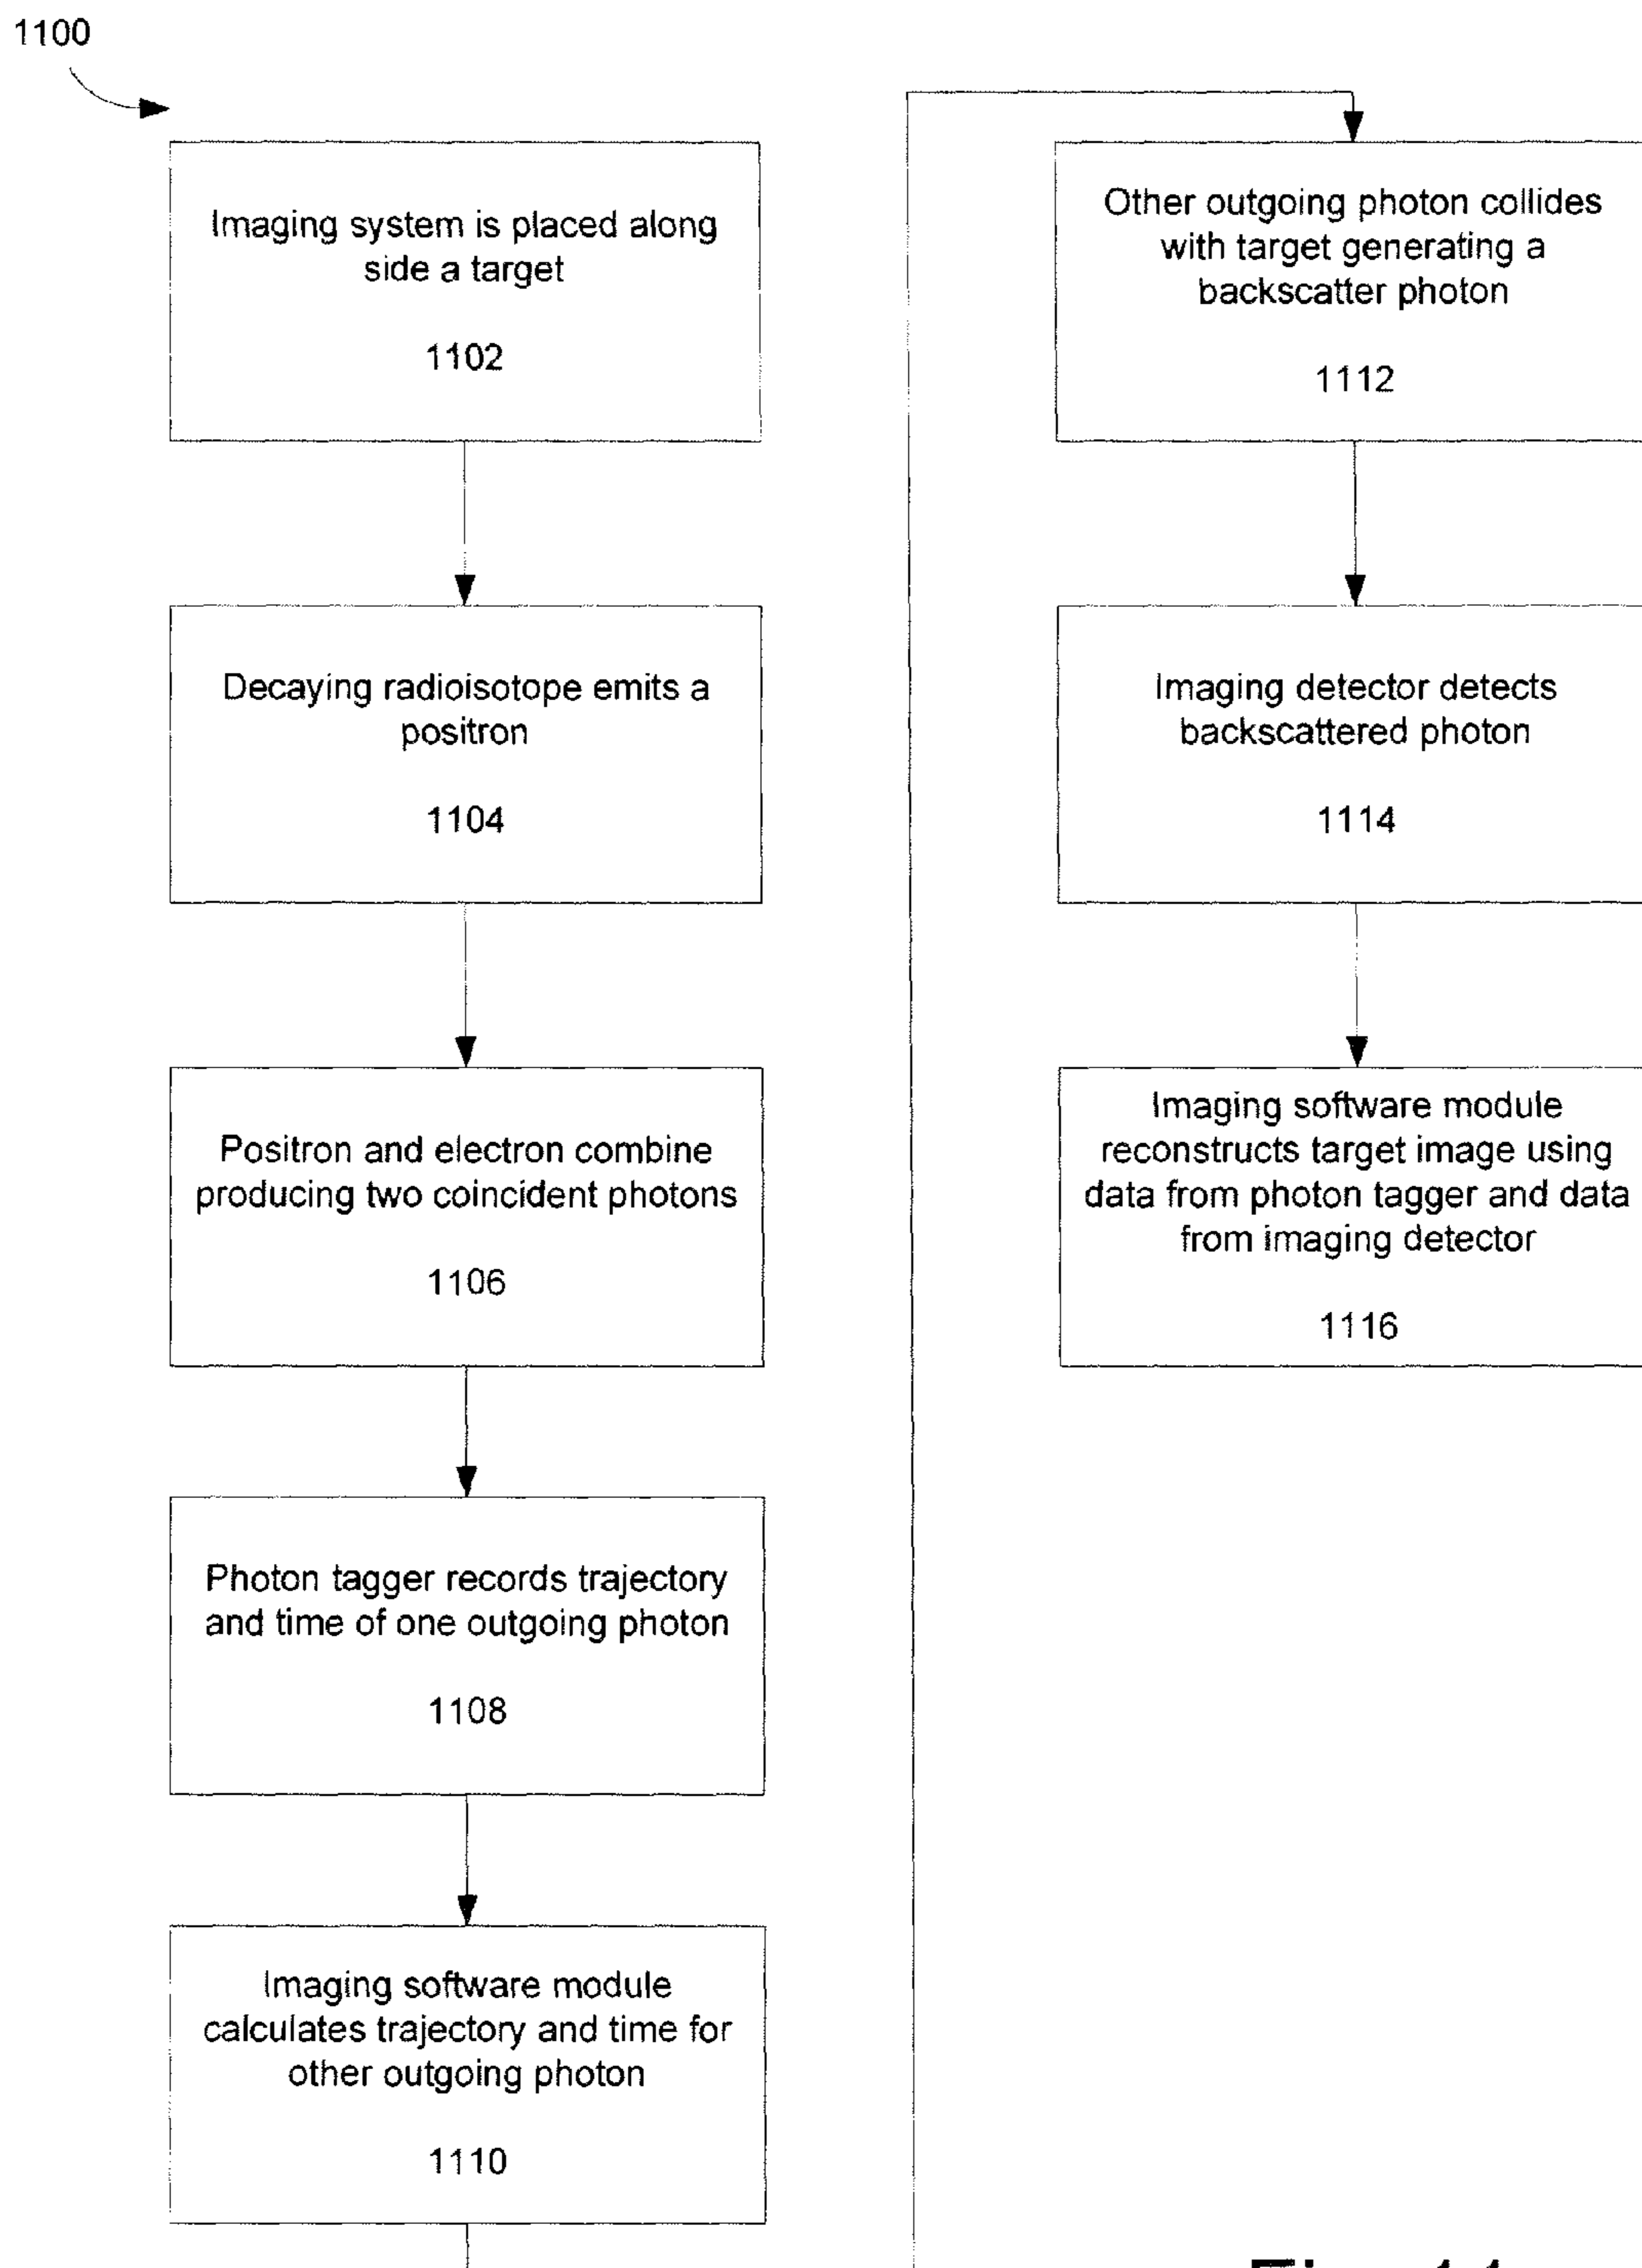 1100
Imaging system is placed along
side a target
1102
Decaying radioisotope emits a
positron
1104
Positron and electron combine
producing two coincident photons
1106
Photon tagger records trajectory
and time of one outgoing photon
1108
Imaging software module
calculates trajectory and time for
other outgoing photon
1110
Other outgoing photon collides
with target generating a
backscatter photon
1112
Imaging detector detects
backscattered photon
1114
Imaging software module
reconstructs target image using
data from photon tagger and data
from imaging detector
1116